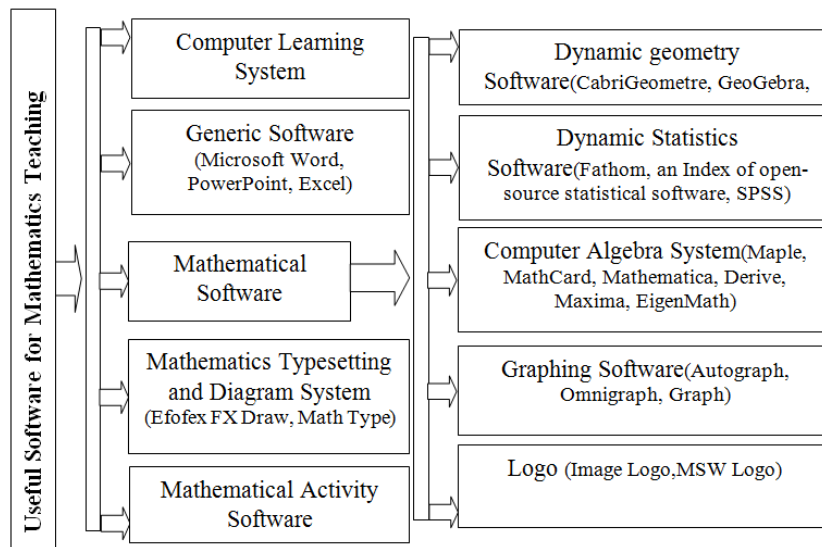 Useful Software for Mathematics Teaching
Computer Learning
System
Generic Software
(Microsoft Word,
PowerPoint, Excel)
Mathematical
Software
Mathematics Typesetting
and Diagram System
(Efofex FX Draw, Math Type)
Mathematical Activity
Software
Dynamic geometry
Software(CabriGeometre, GeoGebra,
Dynamic Statistics
Software(Fathom, an Index of open-
source statistical software, SPSS)
Computer Algebra System(Maple,
MathCard, Mathematica, Derive,
Maxima, EigenMath)
Graphing Software(Autograph,
Omnigraph, Graph)
Logo (Image Logo,MSW Logo)